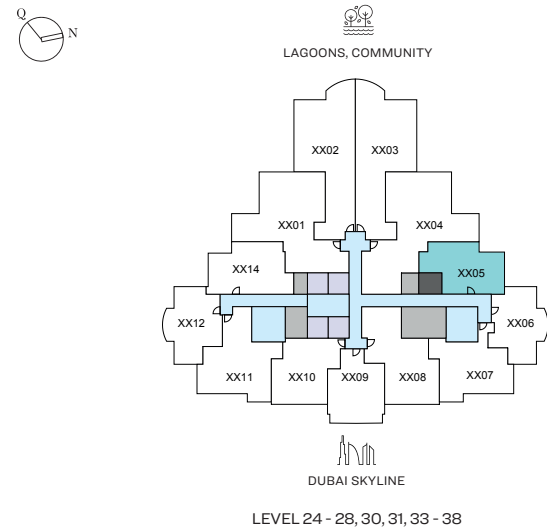 Q
N
LAGOONS, COMMUNITY
XX02
XX03
XX01
XX04
XX14
XX05
XX12
XX06
XX11
XX10
XX09
XX08
XX07
DUBAI SKYLINE
LEVEL 24 - 28, 30, 31, 33 - 38